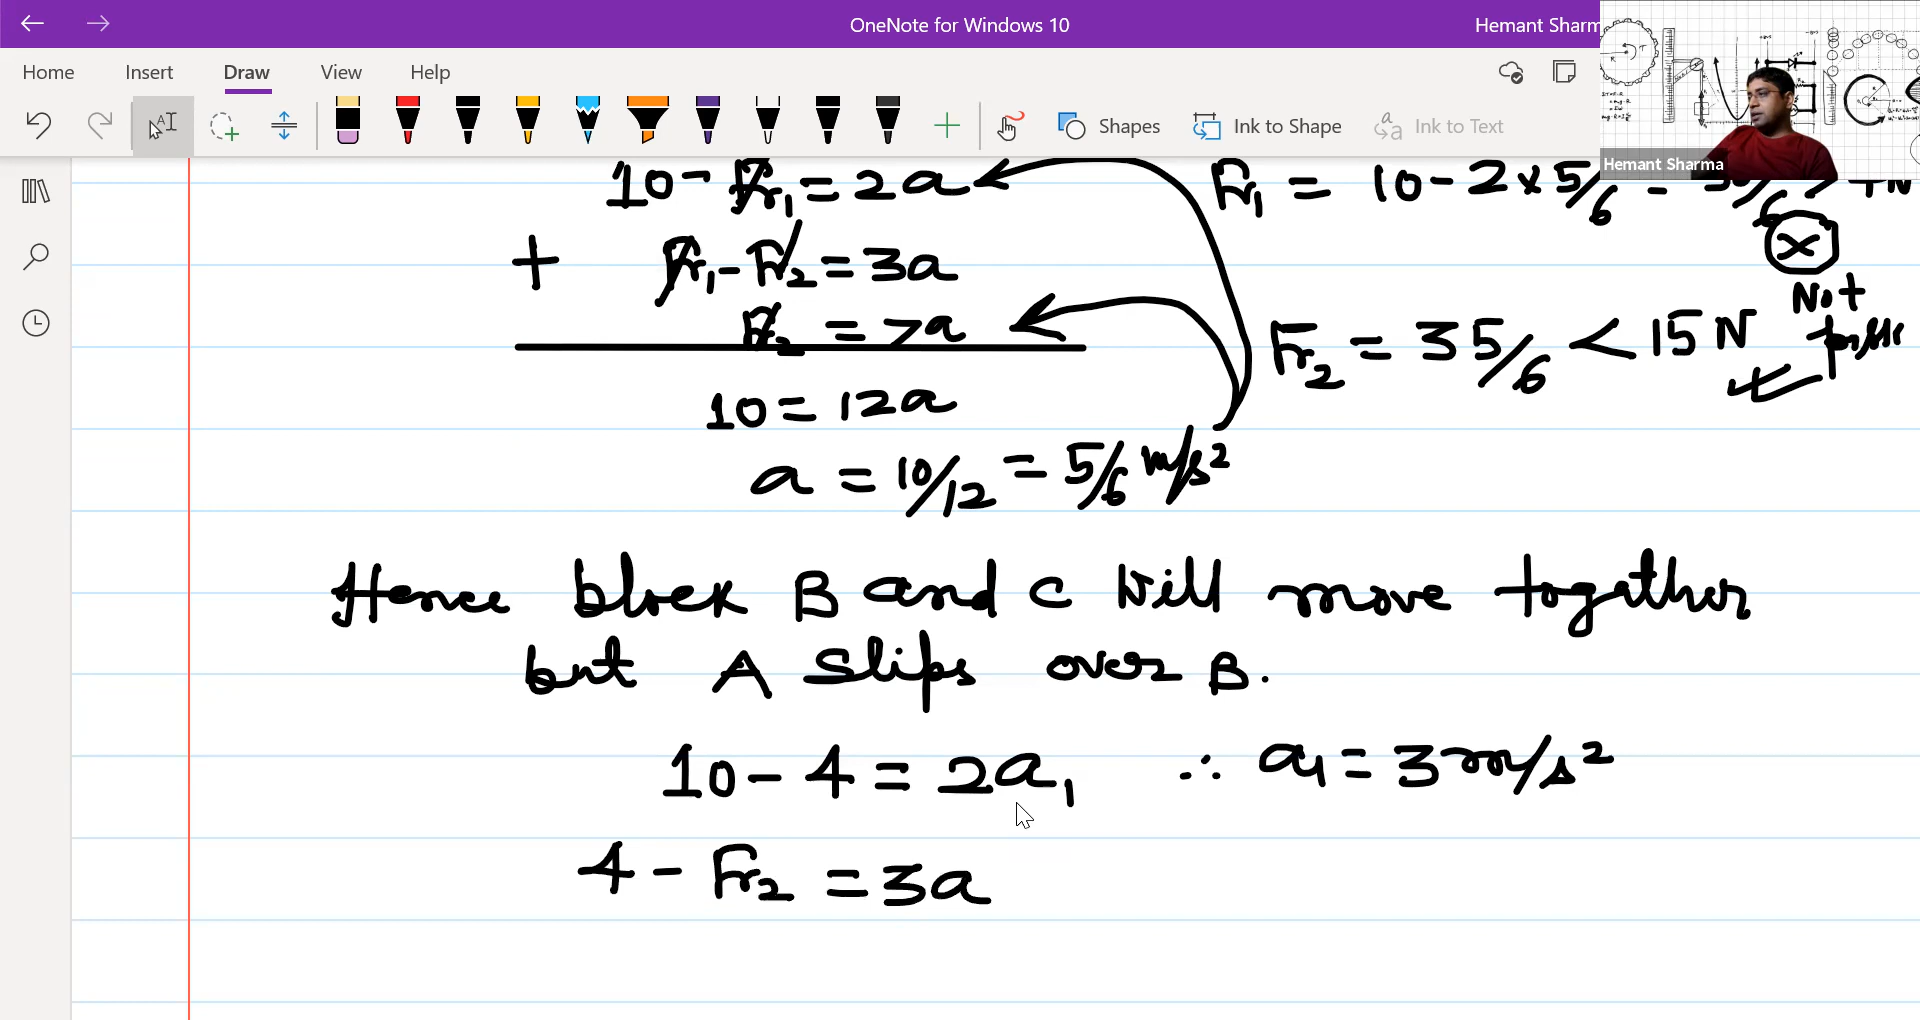 OneNote for Windows 10
Hemant Sharm
Home Insert Draw View Help
Shapes Ink to Shape Ink to Text
Hemant Sharma
10 - Fr₁ = 2a
Fr₁ = 10 - 2 × 5/6 =
+ Fr₁ - Fr₂ = 3a
Not
Fr₂ = 7a
Fr₂ = 35/6 < 15 N
10 = 12a
a = 10/12 = 5/6 m/s²
Hence block B and C will move together
but A slips over B.
10 - 4 = 2a₁ ∴ a₁ = 3 m/s²
4 - Fr₂ = 3a